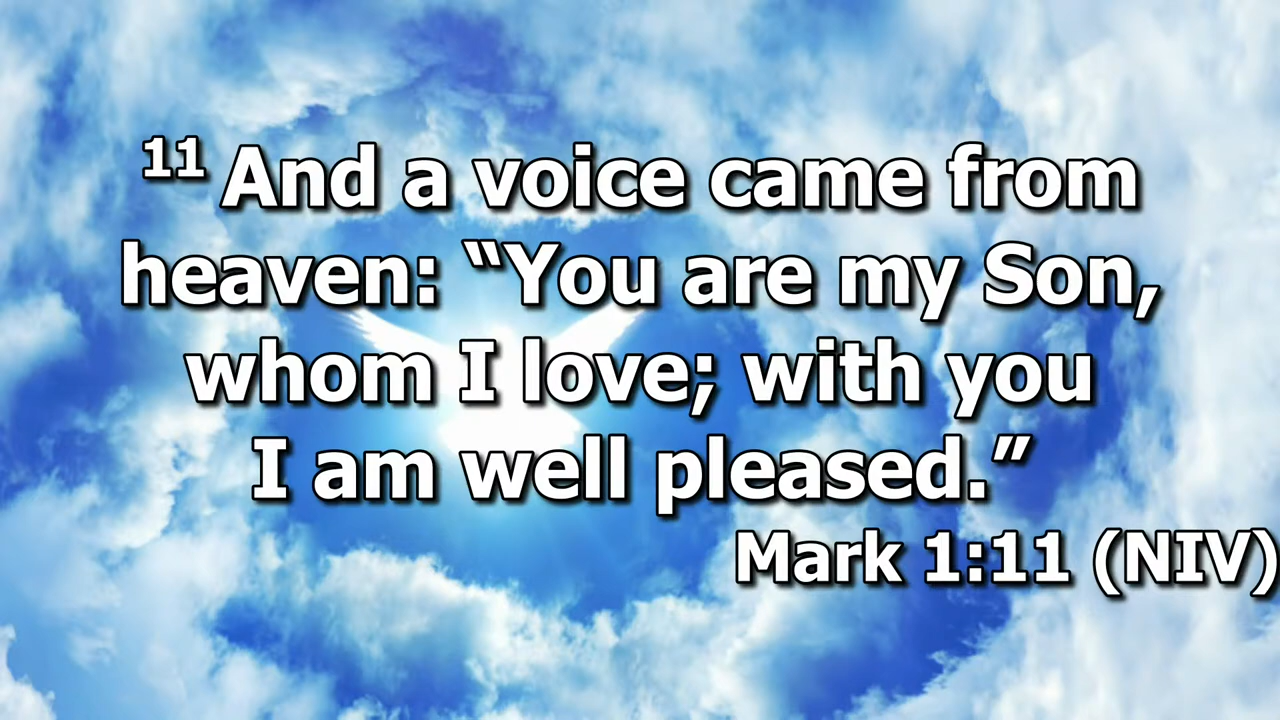 11 And a voice came from
heaven: “You are my Son,
whom I love; with you
I am well pleased.”
Mark 1:11 (NIV)